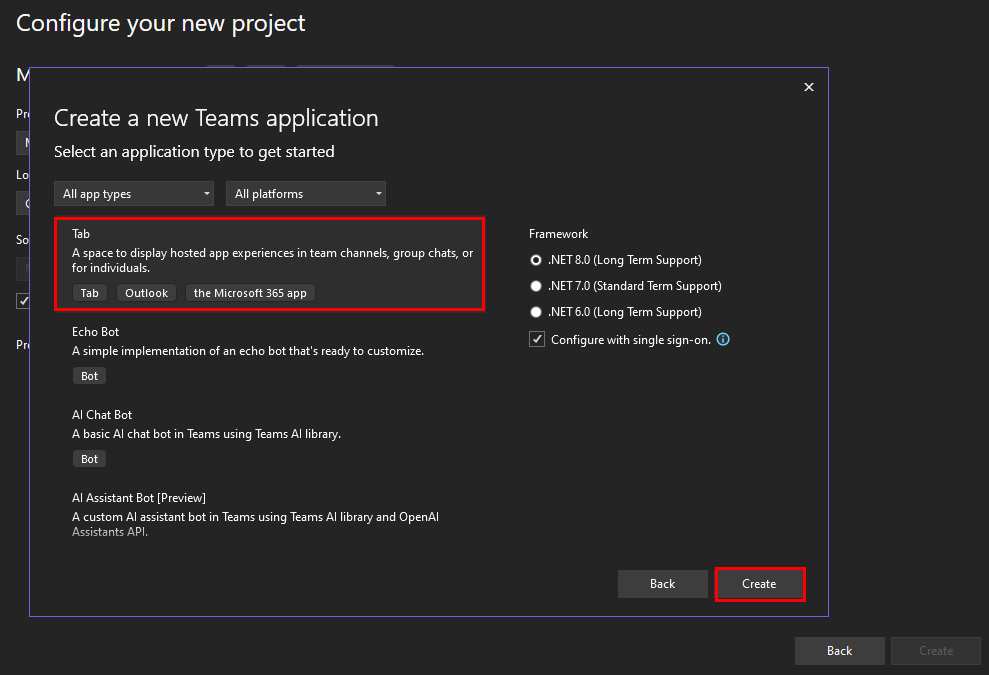 Configure your new project
Create a new Teams application
Select an application type to get started
All app types
All platforms
Tab
A space to display hosted app experiences in team channels, group chats, or
for individuals.
Tab
Outlook
the Microsoft 365 app
Echo Bot
A simple implementation of an echo bot that's ready to customize.
Bot
AI Chat Bot
A basic AI chat bot in Teams using Teams AI library.
Bot
AI Assistant Bot [Preview]
A custom AI assistant bot in Teams using Teams AI library and OpenAI
Assistants API.
Framework
.NET 8.0 (Long Term Support)
.NET 7.0 (Standard Term Support)
.NET 6.0 (Long Term Support)
Configure with single sign-on.
Back
Create
Back
Create